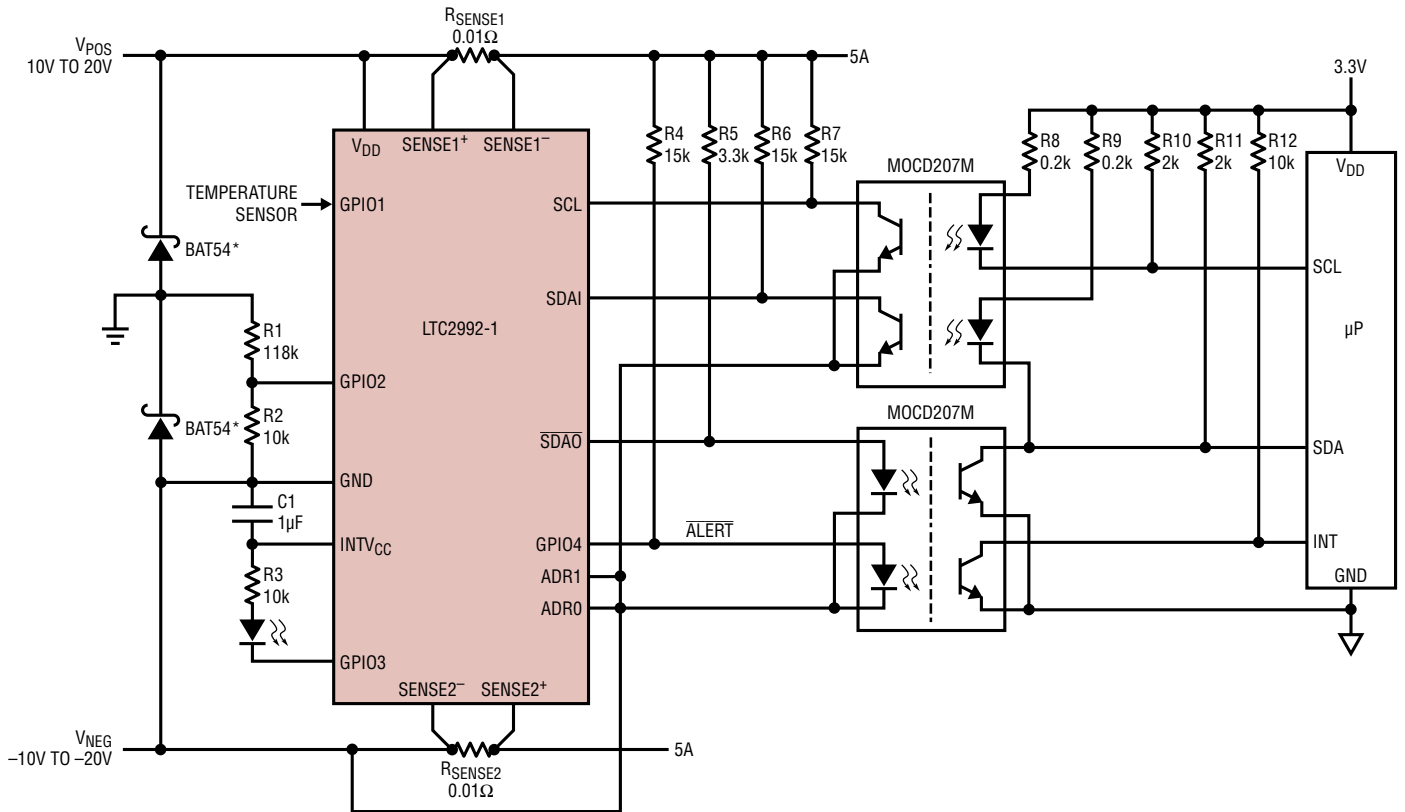 RSENSE1
0.01Ω
VPOS
10V TO 20V
5A
3.3V
VDD
SENSE1+
SENSE1–
R4
15k
R5
3.3k
R6
15k
R7
15k
MOCD207M
R8
0.2k
R9
0.2k
R10
2k
R11
2k
R12
10k
VDD
TEMPERATURE
SENSOR
GPIO1
SCL
BAT54*
SCL
SDAI
LTC2992-1
µP
R1
118k
GPIO2
R2
10k
BAT54*
MOCD207M
SDAO
SDA
GND
C1
1µF
INTVCC
GPIO4
ALERT
INT
R3
10k
ADR1
GND
ADR0
GPIO3
SENSE2–
SENSE2+
VNEG
–10V TO –20V
5A
RSENSE2
0.01Ω